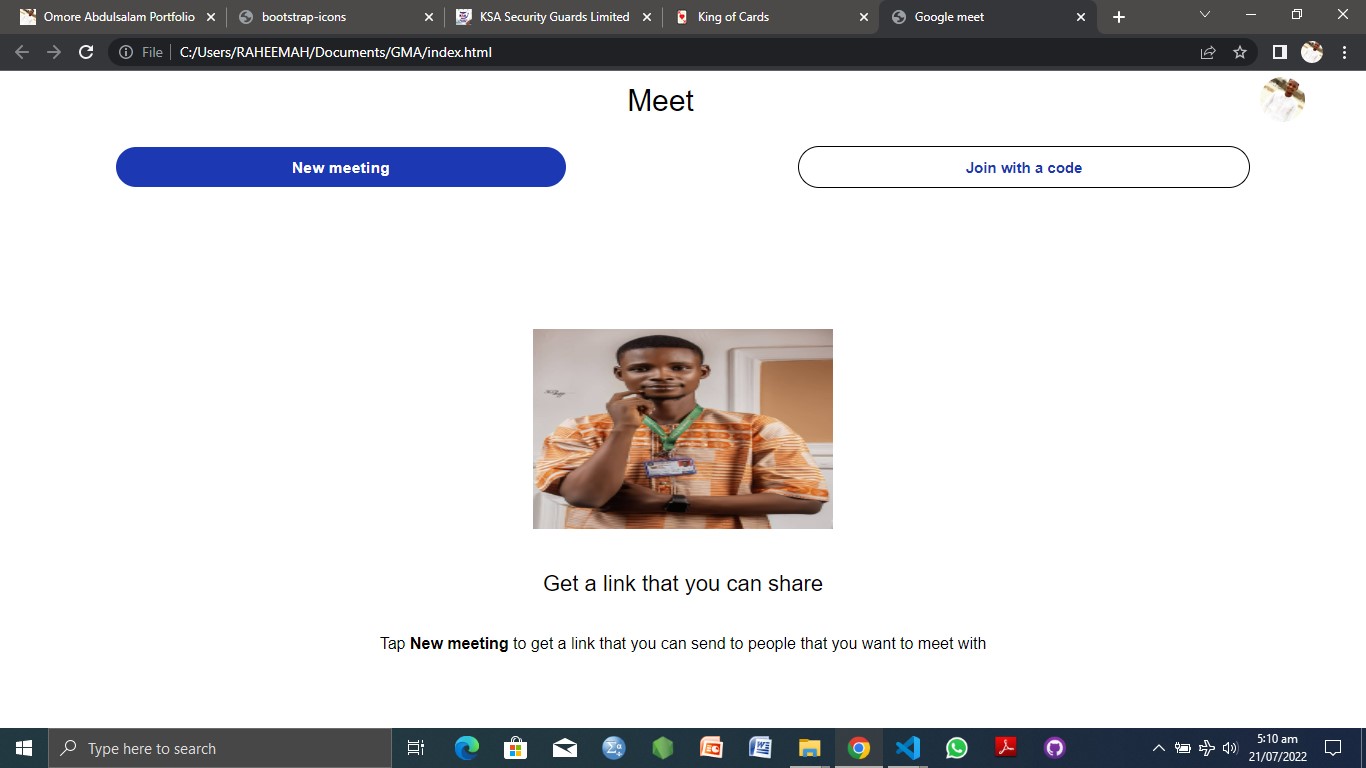 Omore Abdulsalam Portfolio
bootstrap-icons
KSA Security Guards Limited
King of Cards
Google meet
File
C:/Users/RAHEEMAH/Documents/GMA/index.html
Meet
New meeting
Join with a code
Get a link that you can share
Tap New meeting to get a link that you can send to people that you want to meet with
Type here to search
5:10 am
21/07/2022